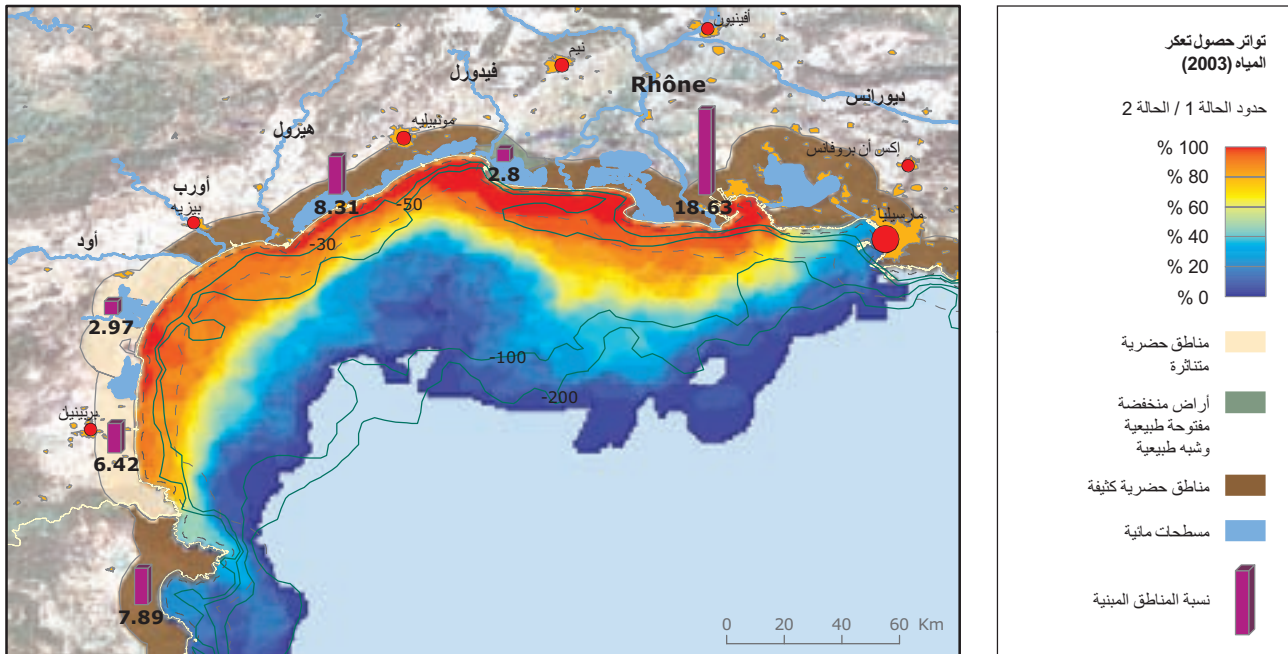 أفينيون
نيم
فيدورل
Rhône
ديورانس
هيرول
مونبيلييه
إكس أن بروفانس
2.8
أورب
بيزيه
8.31
-50
18.63
مارسيليا
أود
-30
2.97
-100
-200
بربينيان
6.42
7.89
0 20 40 60 Km
تواتر حصول تعكر
المياه (2003)
حدود الحالة 1 / الحالة 2
% 100
% 80
% 60
% 40
% 20
% 0
مناطق حضرية
متناثرة
أراض منخفضة
مفتوحة طبيعية
وشبه طبيعية
مناطق حضرية كثيفة
مسطحات مائية
نسبة المناطق المبنية